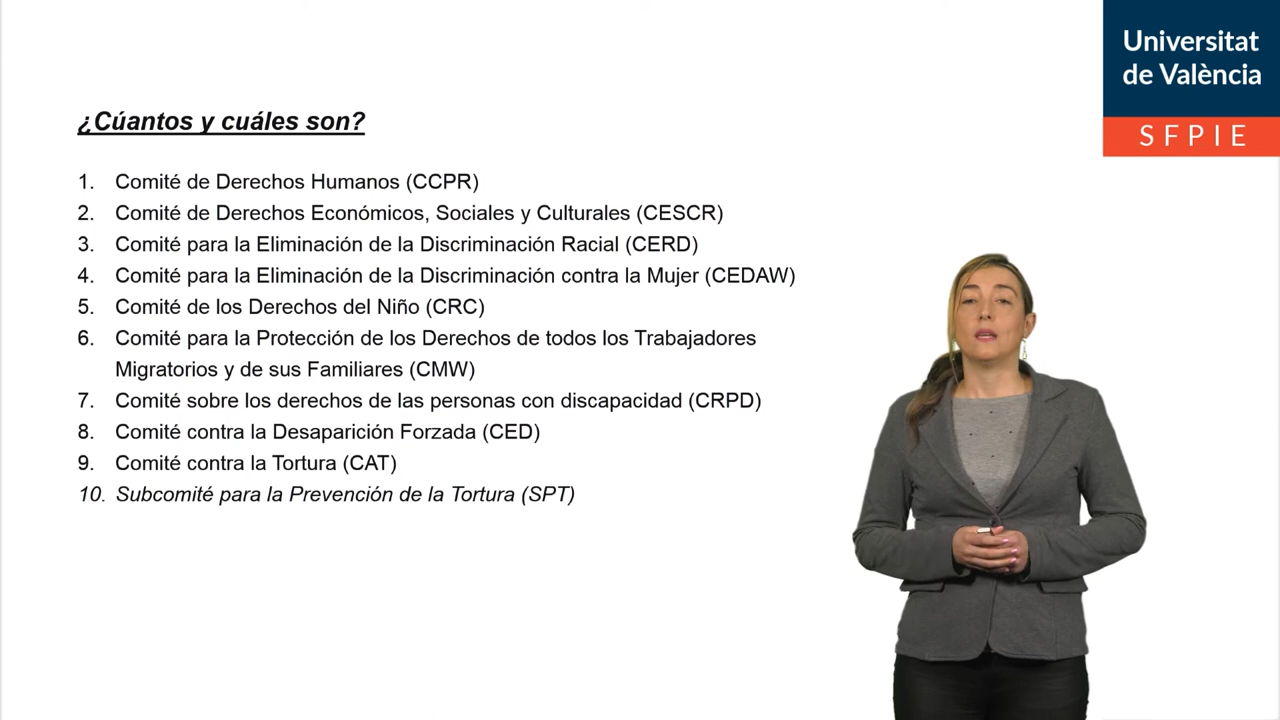 Universitat
de València
SFPIE
¿Cúantos y cuáles son?
1. Comité de Derechos Humanos (CCPR)
2. Comité de Derechos Económicos, Sociales y Culturales (CESCR)
3. Comité para la Eliminación de la Discriminación Racial (CERD)
4. Comité para la Eliminación de la Discriminación contra la Mujer (CEDAW)
5. Comité de los Derechos del Niño (CRC)
6. Comité para la Protección de los Derechos de todos los Trabajadores
Migratorios y de sus Familiares (CMW)
7. Comité sobre los derechos de las personas con discapacidad (CRPD)
8. Comité contra la Desaparición Forzada (CED)
9. Comité contra la Tortura (CAT)
10. Subcomité para la Prevención de la Tortura (SPT)